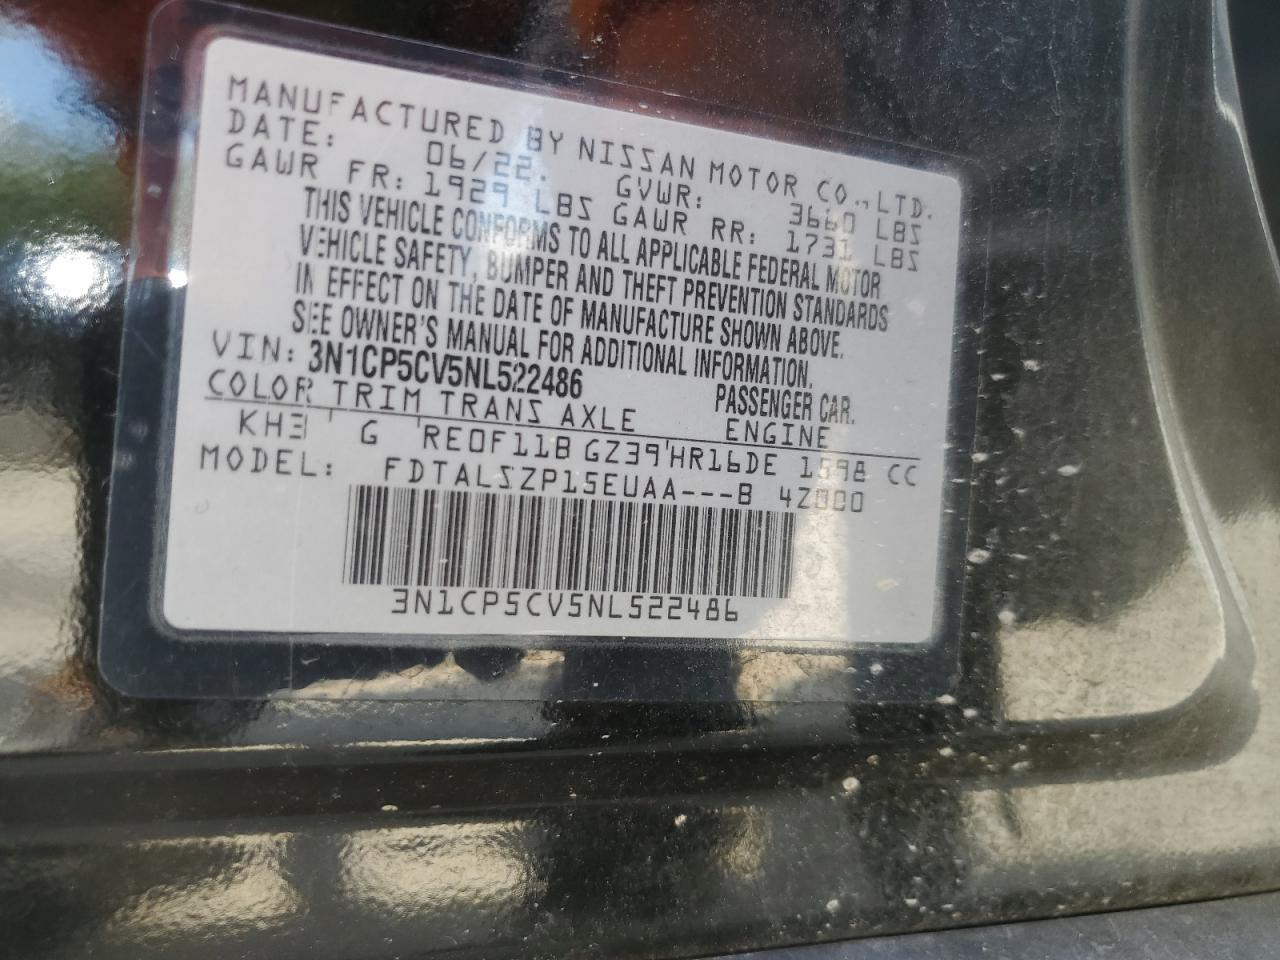 MANUFACTURED BY NISSAN MOTOR CO., LTD.
DATE: 06/22. GVWR: 3660 LBS
GAWR FR: 1929 LBS GAWR RR: 1731 LBS
THIS VEHICLE CONFORMS TO ALL APPLICABLE FEDERAL MOTOR
VEHICLE SAFETY, BUMPER AND THEFT PREVENTION STANDARDS
IN EFFECT ON THE DATE OF MANUFACTURE SHOWN ABOVE.
SEE OWNER'S MANUAL FOR ADDITIONAL INFORMATION.
VIN: 3N1CP5CV5NL522486 PASSENGER CAR.
COLOR TRIM TRANS AXLE ENGINE
KH3 G RE0F11B GZ39 HR16DE 1598 CC
MODEL: FDTALSZP15EUAA---B 4Z000
3N1CP5CV5NL522486